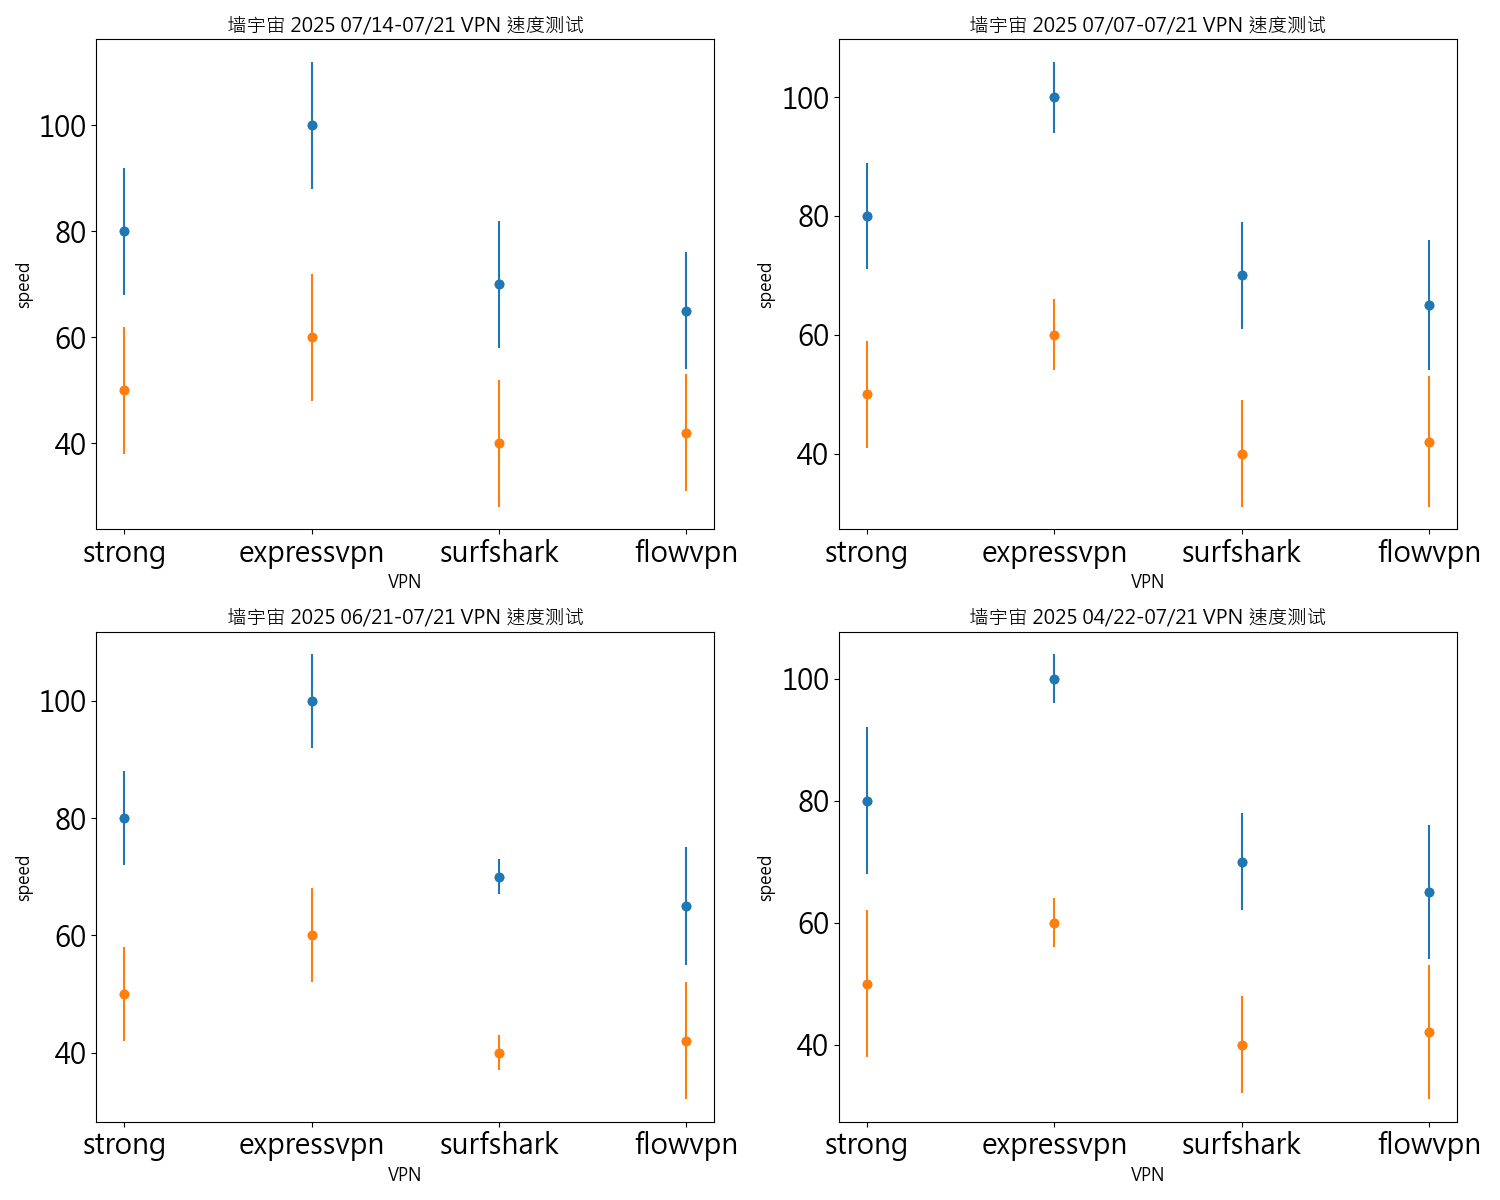 墙宇宙 2025 07/14-07/21 VPN 速度测试
speed
100
80
60
40
strong expressvpn surfshark flowvpn
VPN
墙宇宙 2025 07/07-07/21 VPN 速度测试
speed
100
80
60
40
strong expressvpn surfshark flowvpn
VPN
墙宇宙 2025 06/21-07/21 VPN 速度测试
speed
100
80
60
40
strong expressvpn surfshark flowvpn
VPN
墙宇宙 2025 04/22-07/21 VPN 速度测试
speed
100
80
60
40
strong expressvpn surfshark flowvpn
VPN